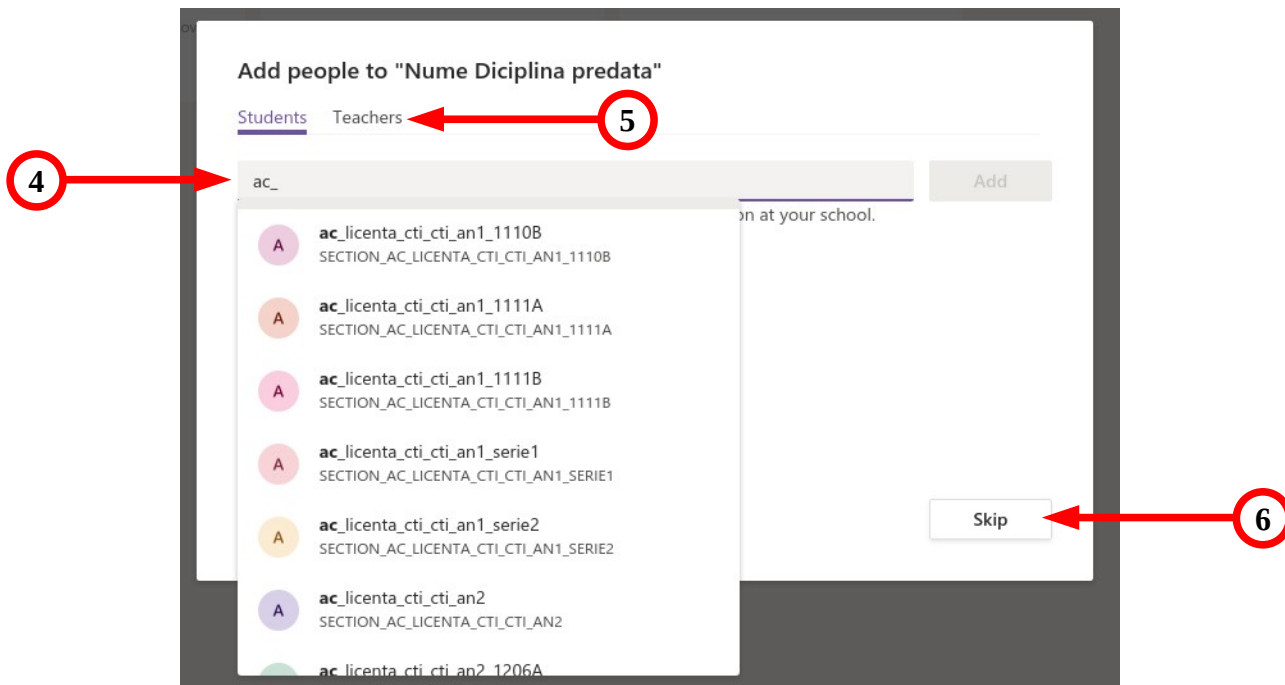 Add people to "Nume Diciplina predata"
Students Teachers
5
4
ac_
Add
on at your school.
A
ac_licenta_cti_cti_an1_1110B
SECTION_AC_LICENTA_CTI_CTI_AN1_1110B
A
ac_licenta_cti_cti_an1_1111A
SECTION_AC_LICENTA_CTI_CTI_AN1_1111A
A
ac_licenta_cti_cti_an1_1111B
SECTION_AC_LICENTA_CTI_CTI_AN1_1111B
A
ac_licenta_cti_cti_an1_serie1
SECTION_AC_LICENTA_CTI_CTI_AN1_SERIE1
Skip
6
A
ac_licenta_cti_cti_an1_serie2
SECTION_AC_LICENTA_CTI_CTI_AN1_SERIE2
A
ac_licenta_cti_cti_an2
SECTION_AC_LICENTA_CTI_CTI_AN2
ac_licenta_cti_cti_an2_1206A